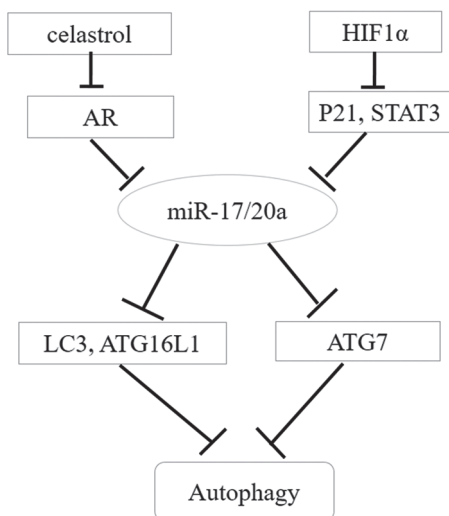 celastrol
HIF1α
AR
P21, STAT3
miR-17/20a
LC3, ATG16L1
ATG7
Autophagy